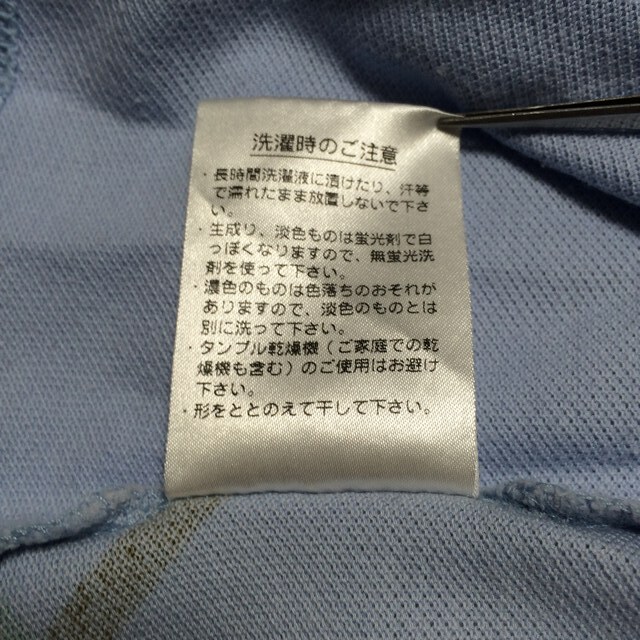 洗濯時のご注意
・長時間洗濯液に漬けたり、汗等
で濡れたまま放置しないで下さ
い。
・生成り、淡色ものは蛍光剤で白
っぽくなりますので、無蛍光洗
剤を使って下さい。
・濃色のものは色落ちのおそれが
ありますので、淡色のものとは
別に洗って下さい。
・タンブル乾燥機（ご家庭での乾
燥機も含む）のご使用はお避け
下さい。
・形をととのえて干して下さい。